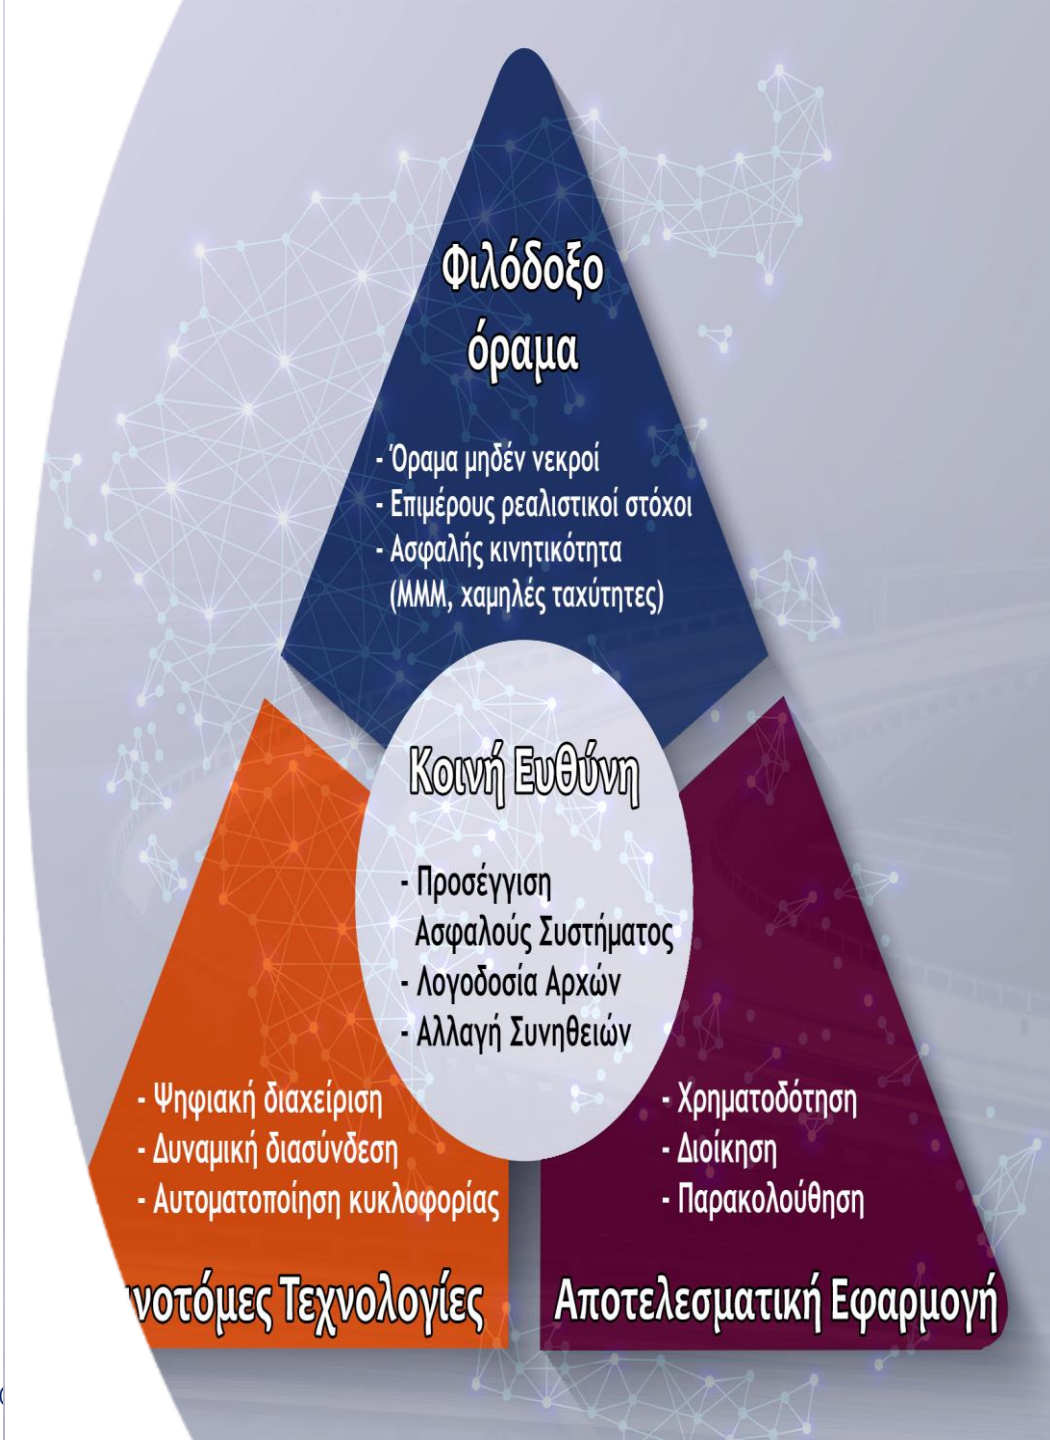 Φιλόδοξο
όραμα
- Όραμα μηδέν νεκροί
- Επιμέρους ρεαλιστικοί στόχοι
- Ασφαλής κινητικότητα
(ΜΜΜ, χαμηλές ταχύτητες)
Κοινή Ευθύνη
- Προσέγγιση
Ασφαλούς Συστήματος
- Λογοδοσία Αρχών
- Αλλαγή Συνηθειών
- Ψηφιακή διαχείριση
- Δυναμική διασύνδεση
- Αυτοματοποίηση κυκλοφορίας
Τεχνολογίες
- Χρηματοδότηση
- Διοίκηση
- Παρακολούθηση
Αποτελεσματική Εφαρμογή